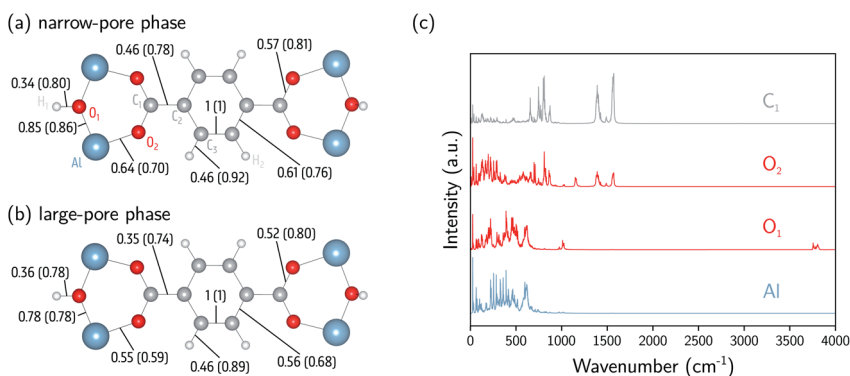 (a) narrow-pore phase
0.46 (0.78)
0.57 (0.81)
0.34 (0.80)
H₁
O₁
C₁
C₂
1 (1)
0.85 (0.86)
O₂
C₃
Al
H₂
0.64 (0.70)
0.46 (0.92)
0.61 (0.76)
(b) large-pore phase
0.35 (0.74)
0.52 (0.80)
0.36 (0.78)
1 (1)
0.78 (0.78)
0.55 (0.59)
0.46 (0.89)
0.56 (0.68)
(c)
Intensity (a.u.)
C₁
O₂
O₁
Al
0 500 1000 1500 2000 2500 3000 3500 4000
Wavenumber (cm⁻¹)